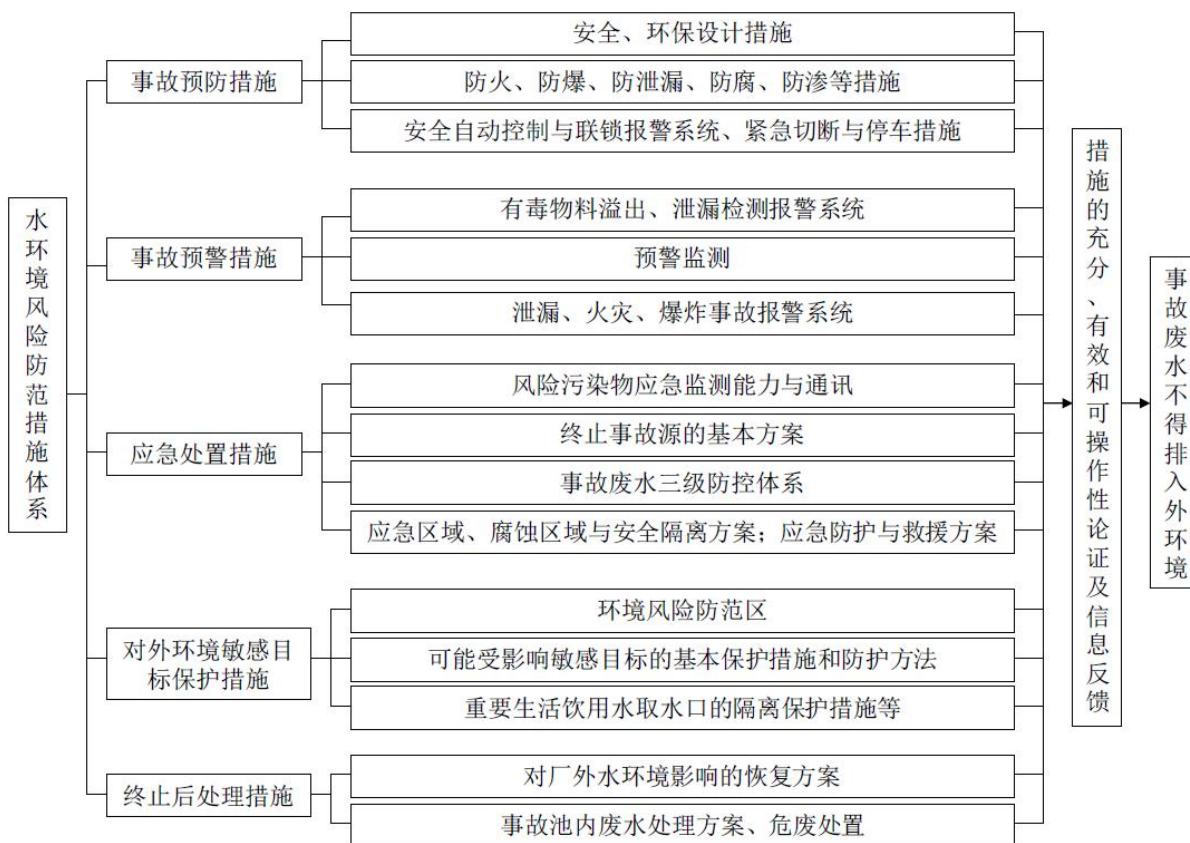 水环境风险防范措施体系
事故预防措施
安全、环保设计措施
防火、防爆、防泄漏、防腐、防渗等措施
安全自动控制与联锁报警系统、紧急切断与停车措施
事故预警措施
有毒物料溢出、泄漏检测报警系统
预警监测
泄漏、火灾、爆炸事故报警系统
应急处置措施
风险污染物应急监测能力与通讯
终止事故源的基本方案
事故废水三级防控体系
应急区域、腐蚀区域与安全隔离方案；应急防护与救援方案
对外环境敏感目
标保护措施
环境风险防范区
可能受影响敏感目标的基本保护措施和防护方法
重要生活饮用水取水口的隔离保护措施等
终止后处理措施
对厂外水环境影响的恢复方案
事故池内废水处理方案、危废处置
措施的充分、有效和可操作性论证及信息反馈
事故废水不得排入外环境